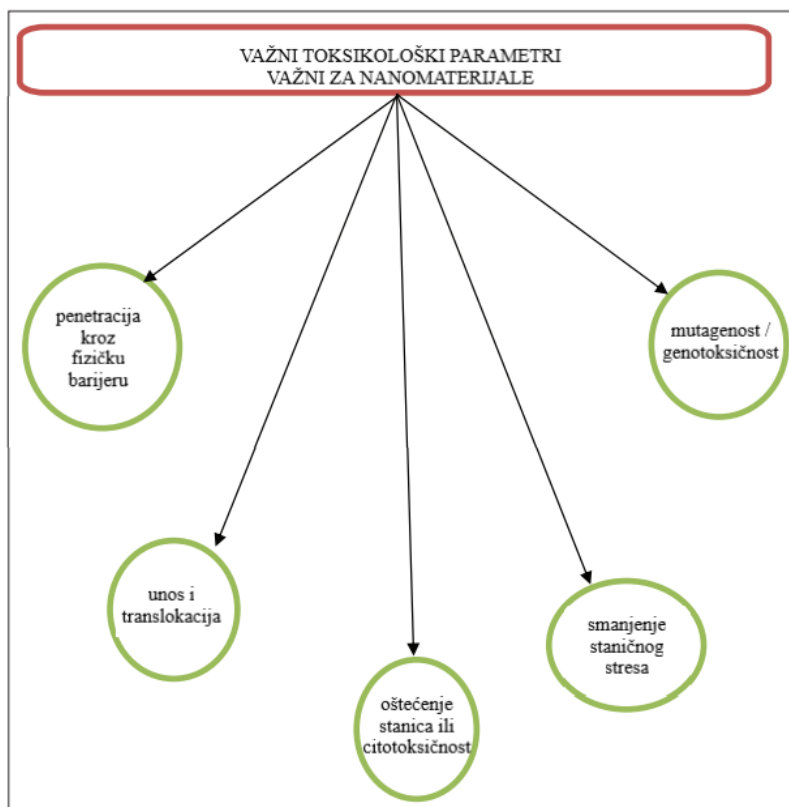 VAŽNI TOKSIKOLOŠKI PARAMETRI
VAŽNI ZA NANOMATERIJALE
penetracija
kroz
fizičku
barijeru
mutagenost /
genotoksičnost
unos i
translokacija
smanjenje
staničnog
stresa
oštećenje
stanica ili
citotoksičnost